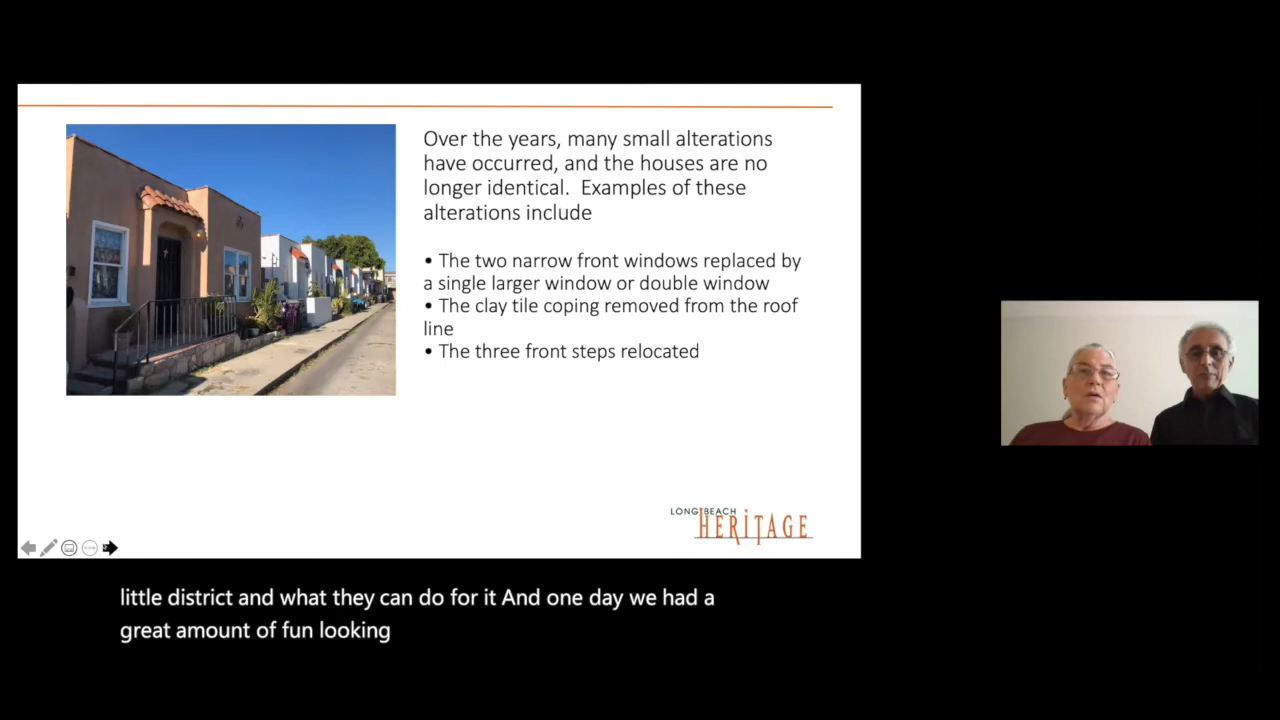 Over the years, many small alterations
have occurred, and the houses are no
longer identical.  Examples of these
alterations include
• The two narrow front windows replaced by
a single larger window or double window
• The clay tile coping removed from the roof
line
• The three front steps relocated
LONG BEACH
HERITAGE
little district and what they can do for it And one day we had a
great amount of fun looking